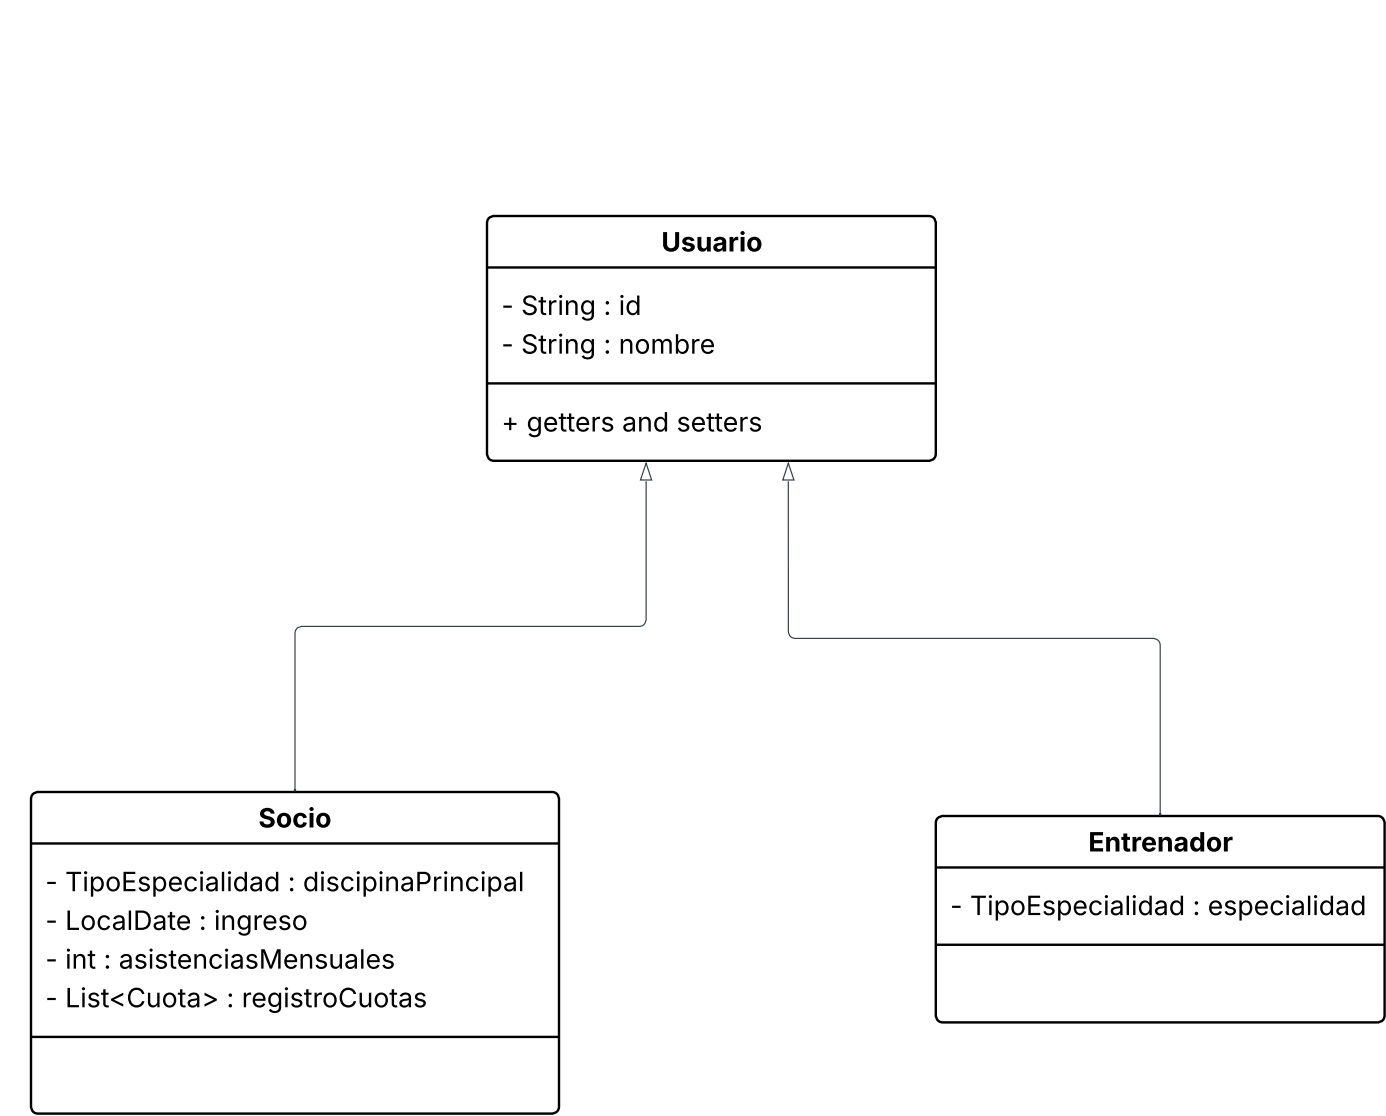 Usuario
- String : id
- String : nombre
+ getters and setters
Socio
- TipoEspecialidad : discipinaPrincipal
- LocalDate : ingreso
- int : asistenciasMensuales
- List<Cuota> : registroCuotas
Entrenador
- TipoEspecialidad : especialidad